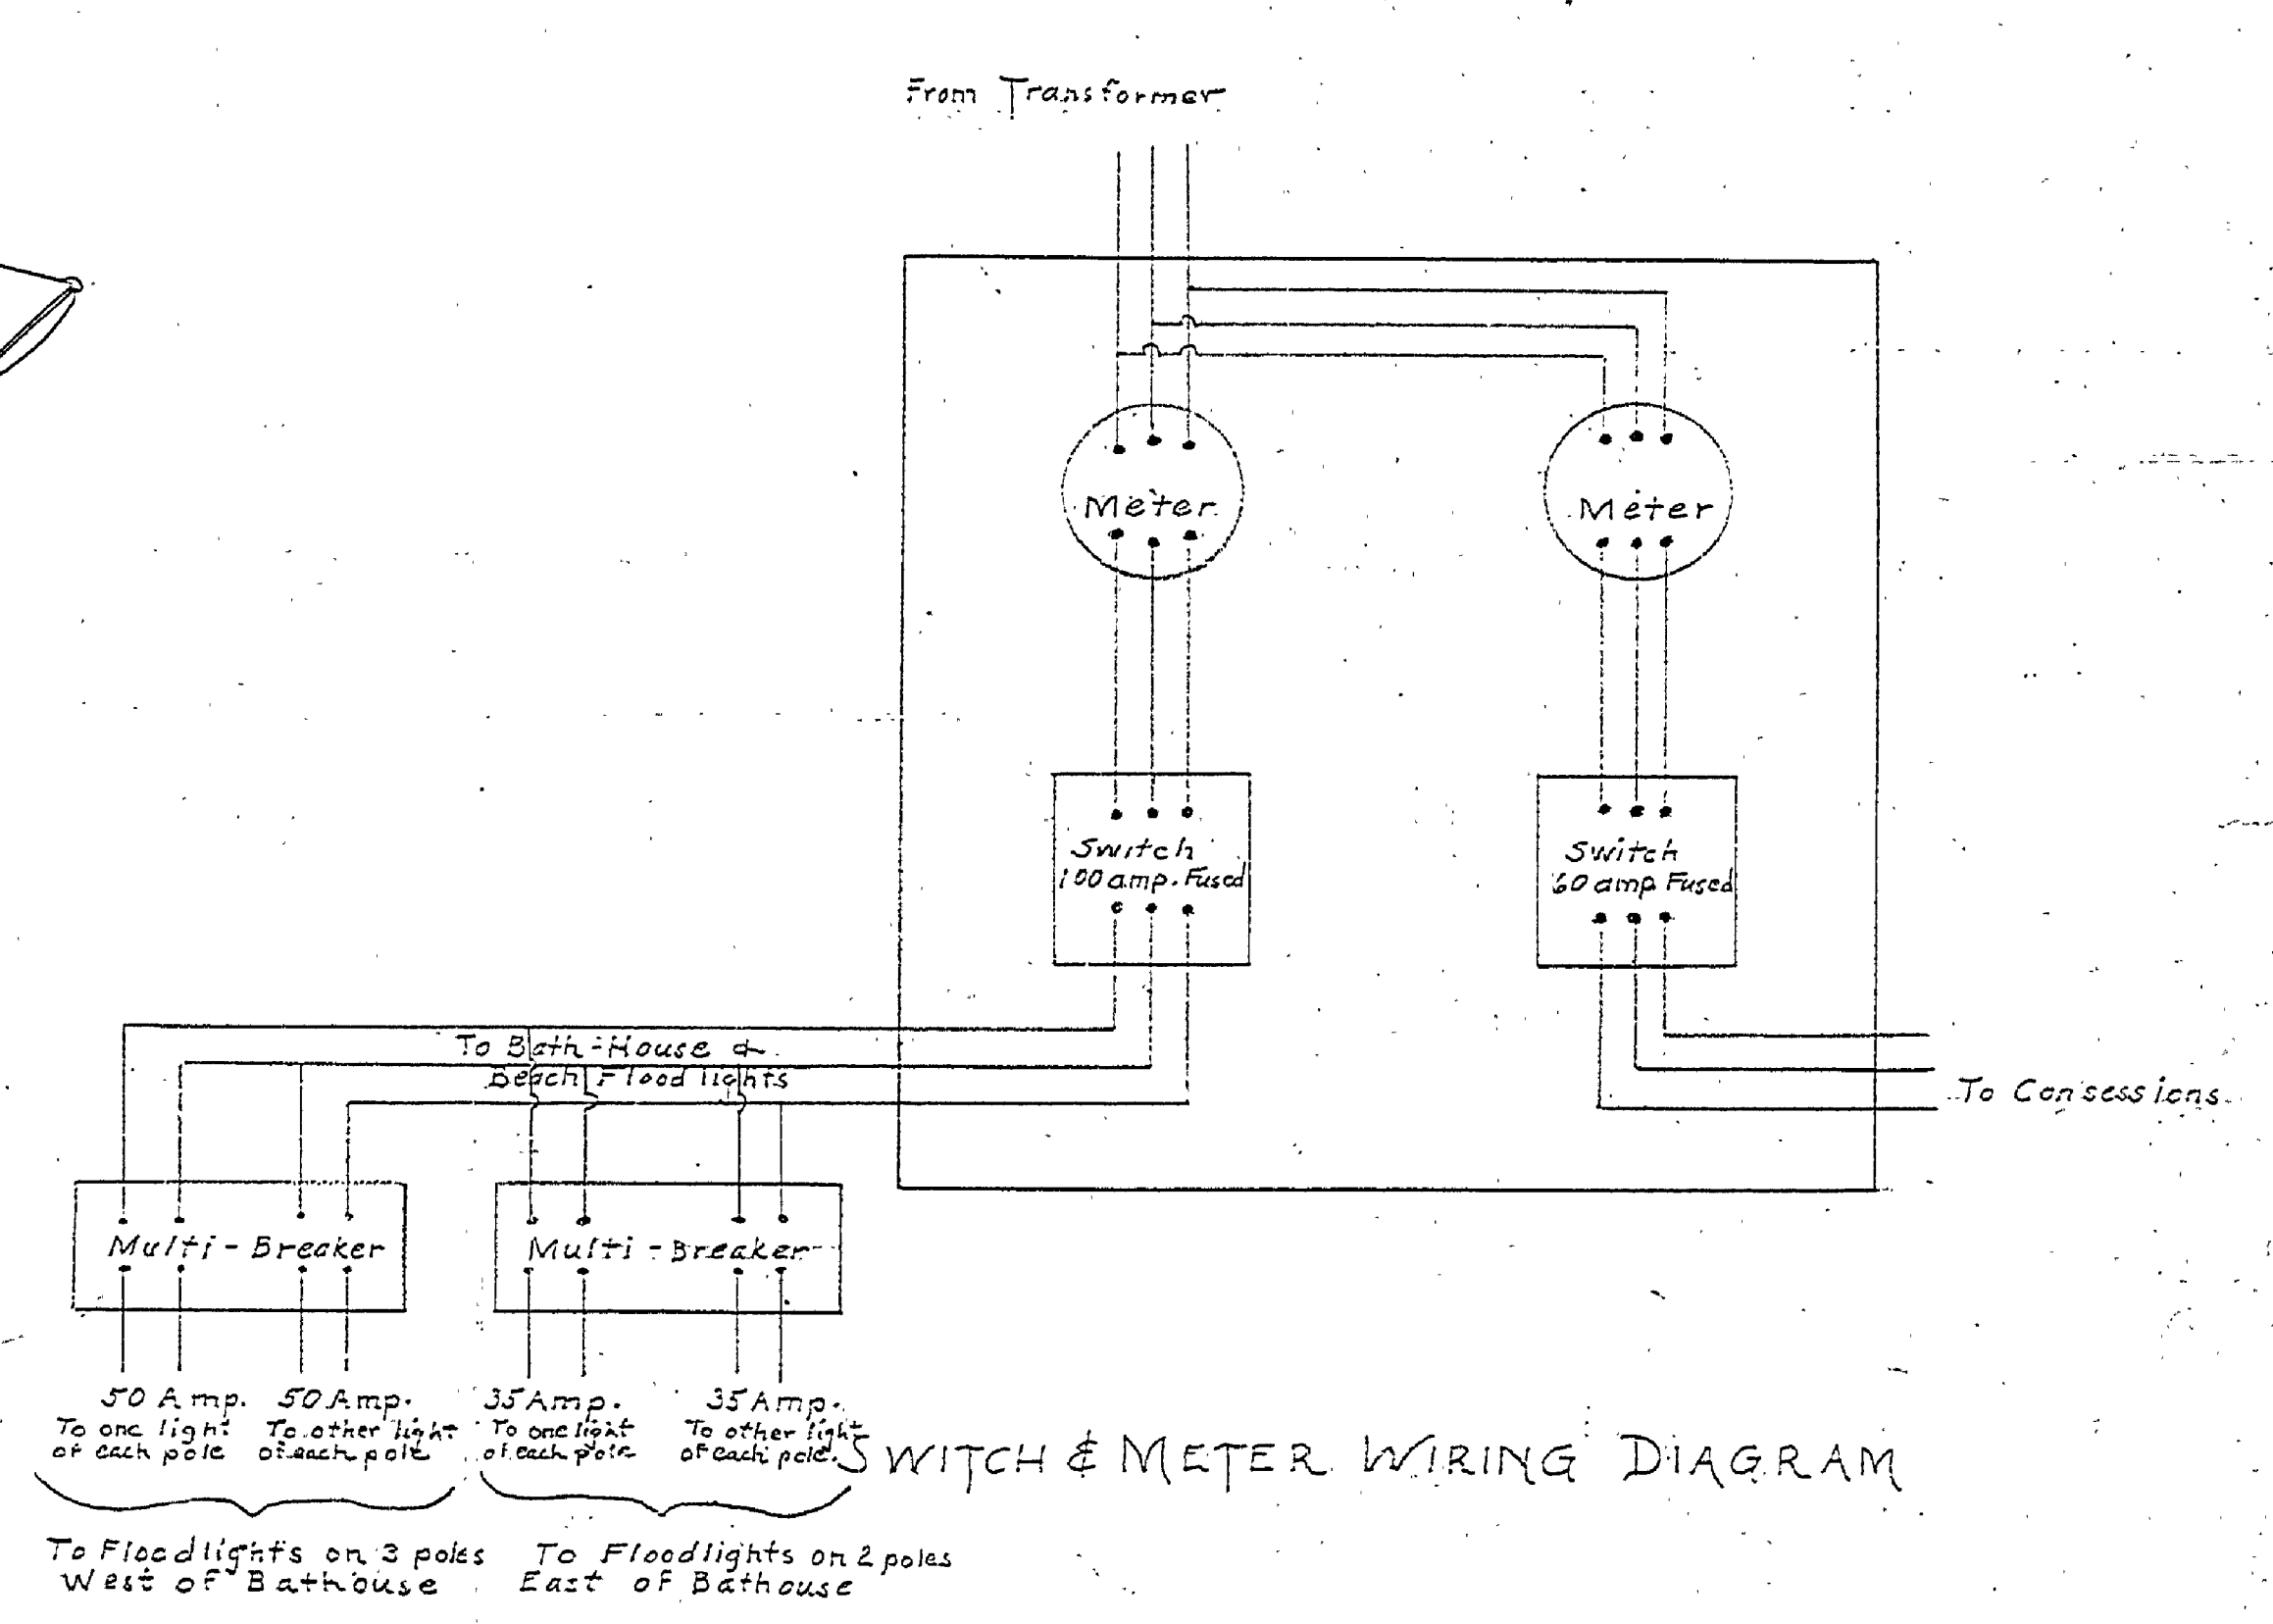 From Transformer
Meter
Meter
Switch
100 amp. Fused
Switch
60 amp Fused
To Bath-House &
Beach Flood lights
To Consessions
Multi-Breaker
Multi-Breaker
50 Amp.
To one light
of each pole
50 Amp.
To other light
of each pole
35 Amp.
To one light
of each pole
35 Amp.
To other light
of each pole.
SWITCH & METER WIRING DIAGRAM
To Floodlights on 3 poles
West of Bathouse
To Floodlights on 2 poles
East of Bathouse